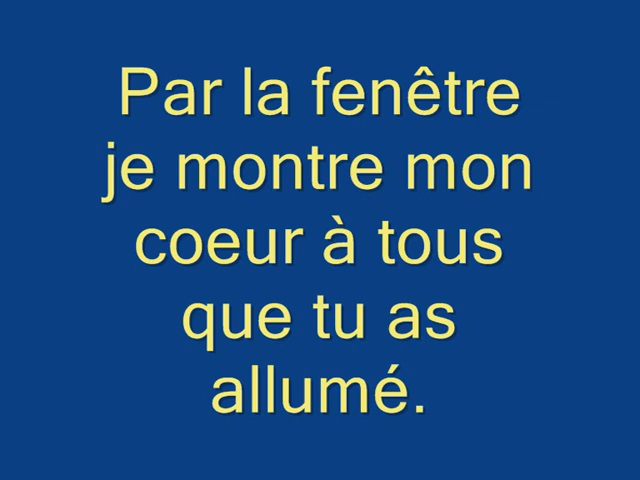 Par la fenêtre
je montre mon
coeur à tous
que tu as
allumé.